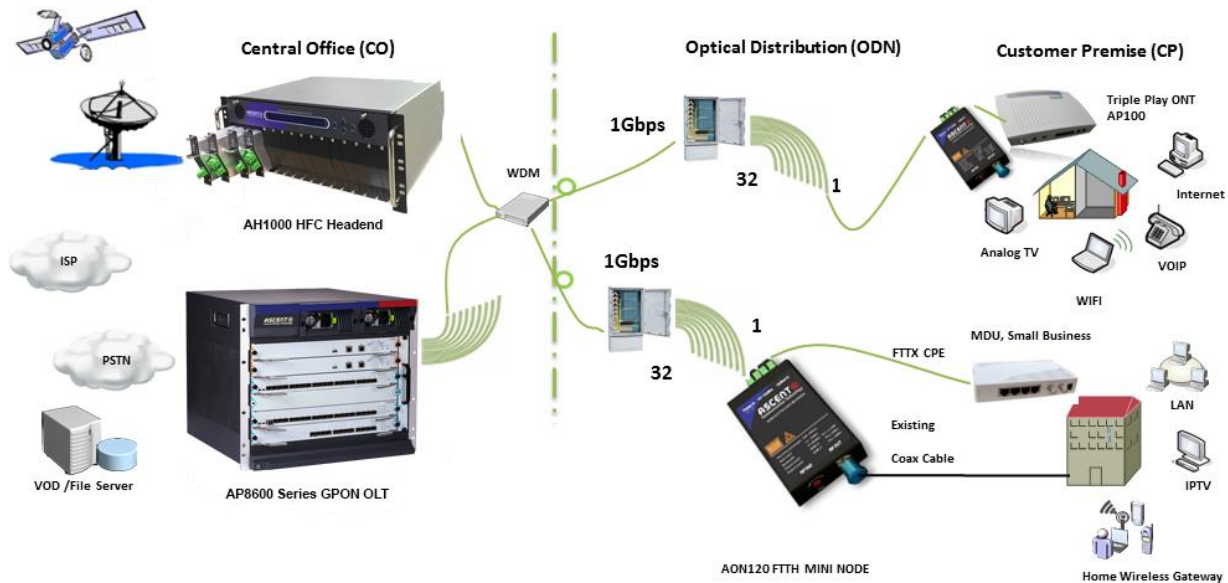 Central Office (CO)
Optical Distribution (ODN)
Customer Premise (CP)
AH1000 HFC Headend
WDM
1Gbps
32
1
Triple Play ONT
AP100
Internet
Analog TV
VOIP
WIFI
ISP
PSTN
VOD /File Server
ASCENT
AP8600 Series GPON OLT
1Gbps
32
1
ASCENT
FTTX CPE
MDU, Small Business
LAN
Existing
Coax Cable
IPTV
AON120 FTTH MINI NODE
Home Wireless Gateway